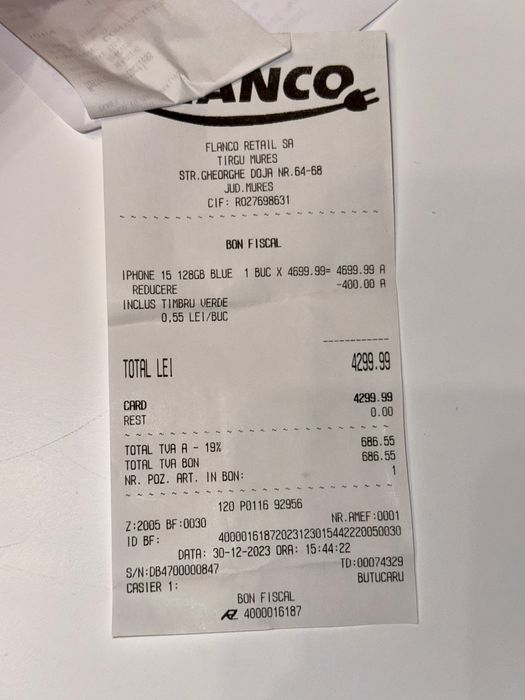 ANCO
FLANCO RETAIL SA
TIRGU MURES
STR.GHEORGHE DOJA NR.64-68
JUD.MURES
CIF: RO27698631
BON FISCAL
IPHONE 15 128GB BLUE 1 BUC X 4699.99= 4699.99 A
REDUCERE -400.00 A
INCLUS TIMBRU VERDE
0.55 LEI/BUC
TOTAL LEI 4299.99
CARD 4299.99
REST 0.00
TOTAL TVA A - 19% 686.55
TOTAL TVA BON 686.55
NR. POZ. ART. IN BON: 1
120 P0116 92956
Z:2005 BF:0030 NR.AMEF:0001
ID BF: 40000161872023123015442220050030
DATA: 30-12-2023 ORA: 15:44:22
S/N:DB4700000847 TD:00074329
CASIER 1: BUTUCARU
BON FISCAL
4000016187